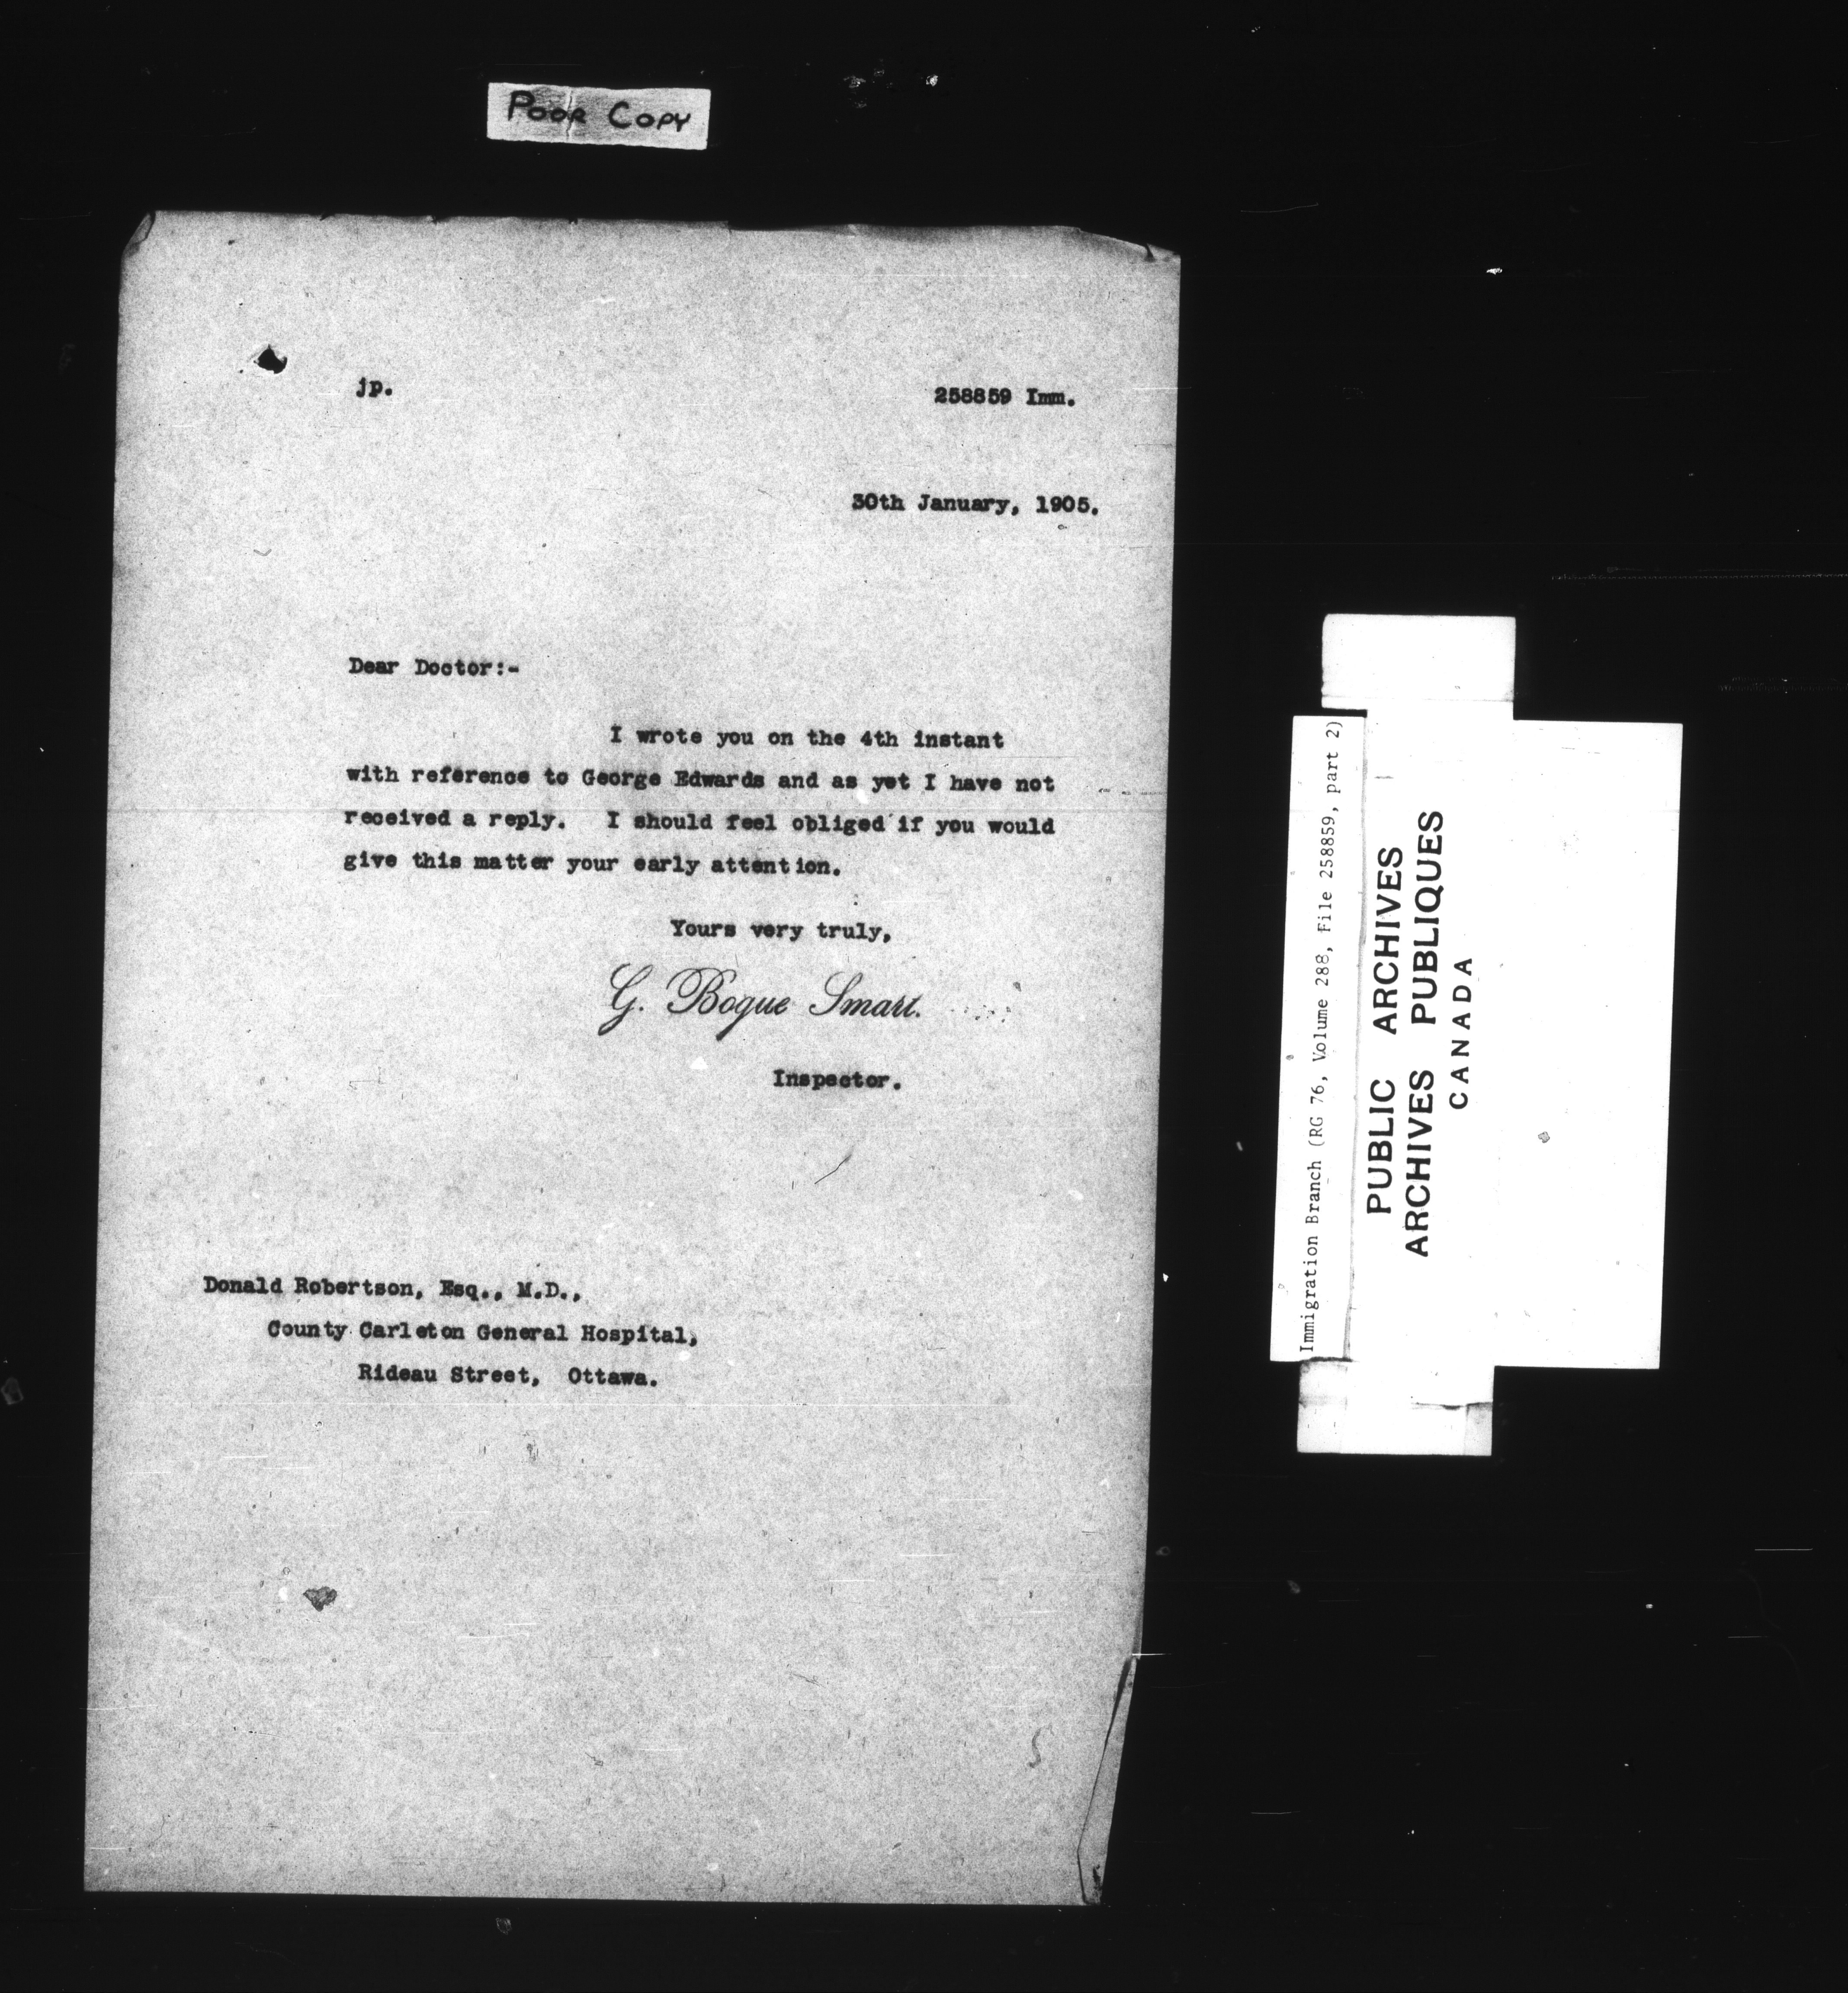 POOR COPY
jp.
258859 Imm.
30th January, 1905.
Dear Doctor:-
I wrote you on the 4th instant
with reference to George Edwards and as yet I have not
received a reply. I should feel obliged if you would
give this matter your early attention.
Yours very truly,
G. Bogue Smart.
Inspector.
Donald Robertson, Esq., M.D.,
County Carleton General Hospital,
Rideau Street, Ottawa.
Immigration Branch (RG 76, Volume 288, File 258859, part 2)
PUBLIC ARCHIVES
ARCHIVES PUBLIQUES
CANADA